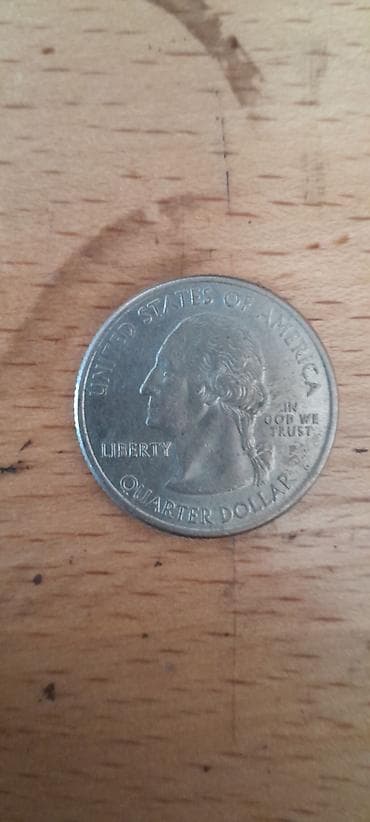 UNITED STATES OF AMERICA
LIBERTY
IN
GOD WE
TRUST
QUARTER DOLLAR